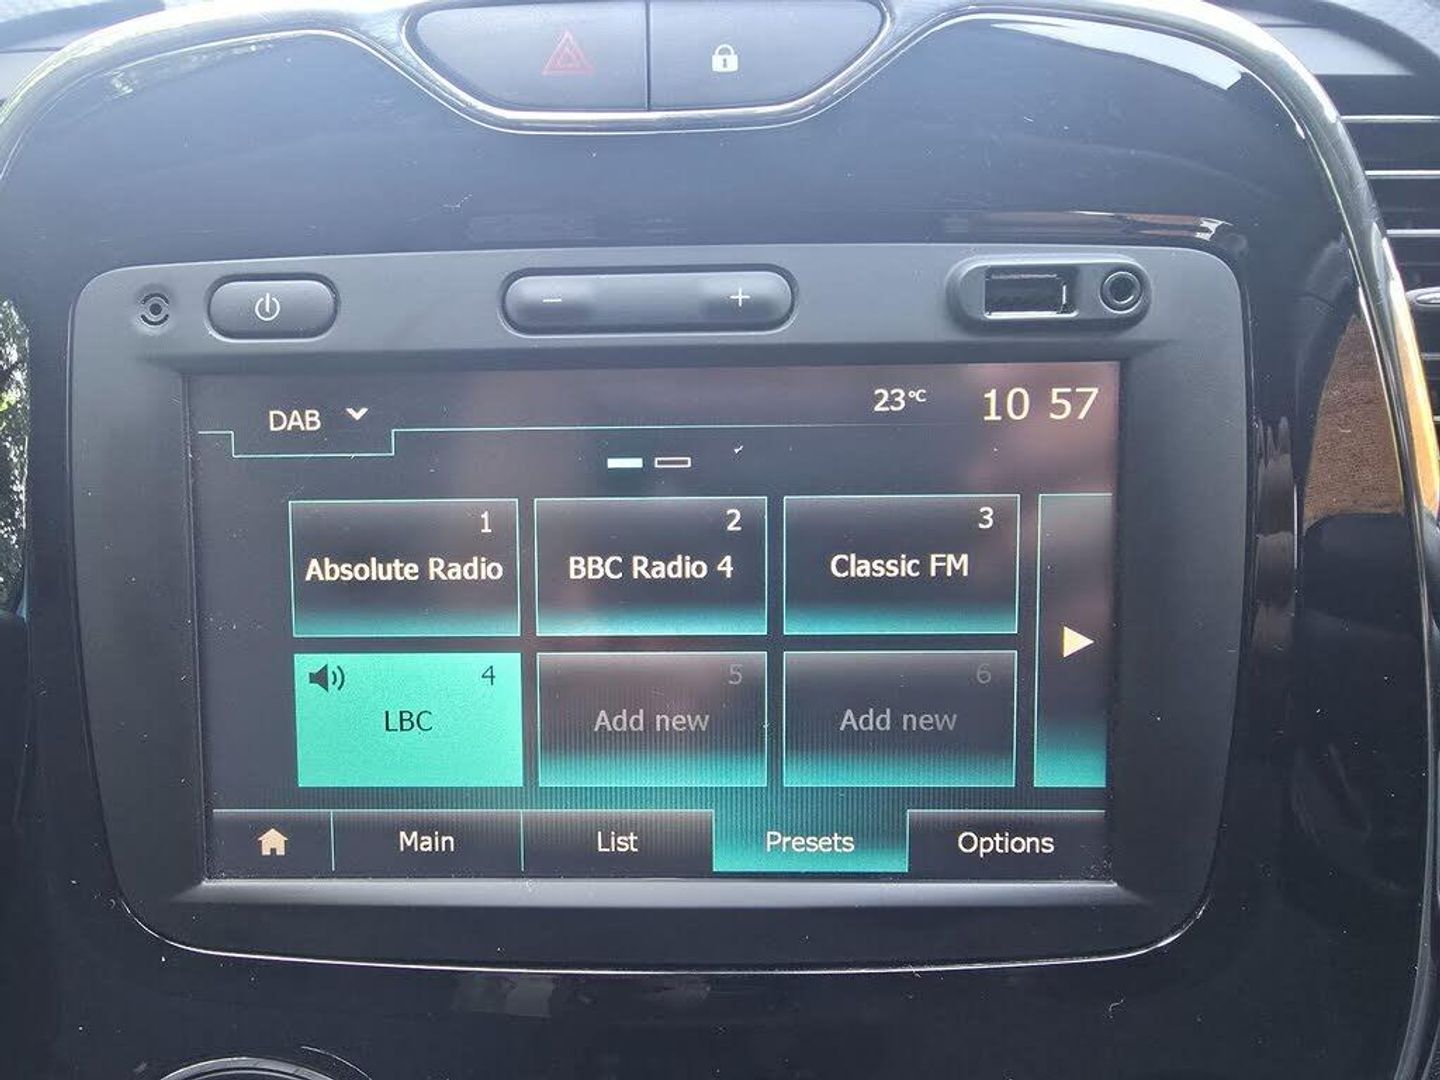 DAB
23°C
10 57
1
Absolute Radio
2
BBC Radio 4
3
Classic FM
4
LBC
5
Add new
6
Add new
Main
List
Presets
Options